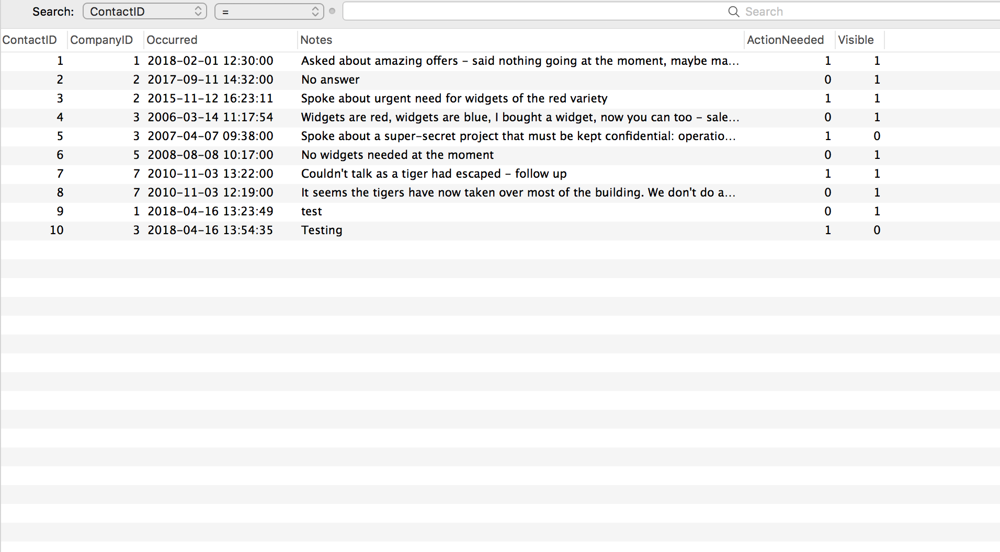 Search: ContactID = Search
ContactID CompanyID Occurred Notes ActionNeeded Visible
1 1 2018-02-01 12:30:00 Asked about amazing offers - said nothing going at the moment, maybe ma... 1 1
2 2 2017-09-11 14:32:00 No answer 0 1
3 2 2015-11-12 16:23:11 Spoke about urgent need for widgets of the red variety 1 1
4 3 2006-03-14 11:17:54 Widgets are red, widgets are blue, I bought a widget, now you can too - sale... 0 1
5 3 2007-04-07 09:38:00 Spoke about a super-secret project that must be kept confidential: operatio... 1 0
6 5 2008-08-08 10:17:00 No widgets needed at the moment 0 1
7 7 2010-11-03 13:22:00 Couldn't talk as a tiger had escaped - follow up 1 1
8 7 2010-11-03 12:19:00 It seems the tigers have now taken over most of the building. We don't do a... 0 1
9 1 2018-04-16 13:23:49 test 0 1
10 3 2018-04-16 13:54:35 Testing 1 0